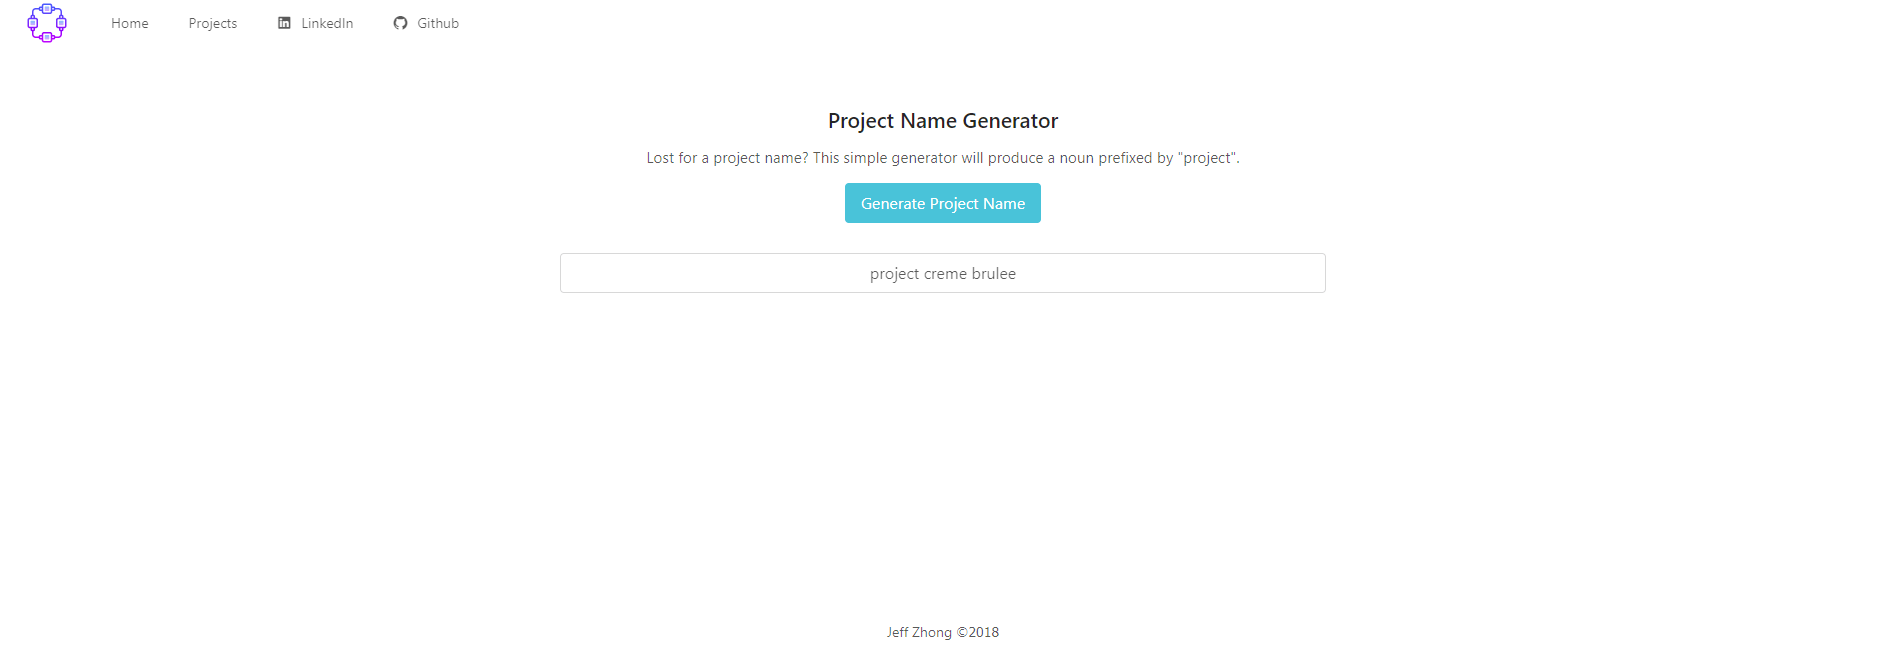 Home Projects LinkedIn Github
Project Name Generator
Lost for a project name? This simple generator will produce a noun prefixed by "project".
Generate Project Name
project creme brulee
Jeff Zhong ©2018